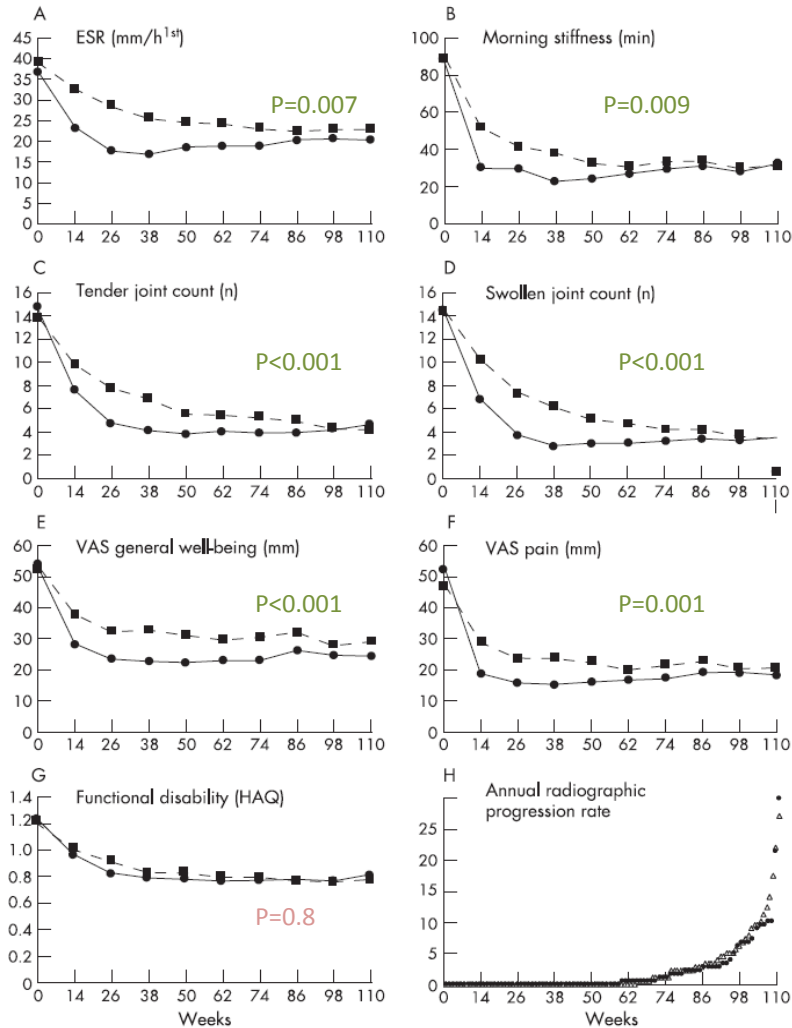 A
ESR (mm/h1st)
45
40
35
30
25
20
15
10
5
0
P=0.007
0 14 26 38 50 62 74 86 98 110
B
Morning stiffness (min)
100
80
60
40
20
0
P=0.009
0 14 26 38 50 62 74 86 98 110
C
Tender joint count (n)
16
14
12
10
8
6
4
2
0
P<0.001
0 14 26 38 50 62 74 86 98 110
D
Swollen joint count (n)
16
14
12
10
8
6
4
2
0
P<0.001
0 14 26 38 50 62 74 86 98 110
E
VAS general well-being (mm)
60
50
40
30
20
10
0
P<0.001
0 14 26 38 50 62 74 86 98 110
F
VAS pain (mm)
60
50
40
30
20
10
0
P=0.001
0 14 26 38 50 62 74 86 98 110
G
Functional disability (HAQ)
1.4
1.2
1.0
0.8
0.6
0.4
0.2
0
P=0.8
0 14 26 38 50 62 74 86 98 110
Weeks
H
Annual radiographic
progression rate
25
20
15
10
5
0
0 14 26 38 50 62 74 86 98 110
Weeks